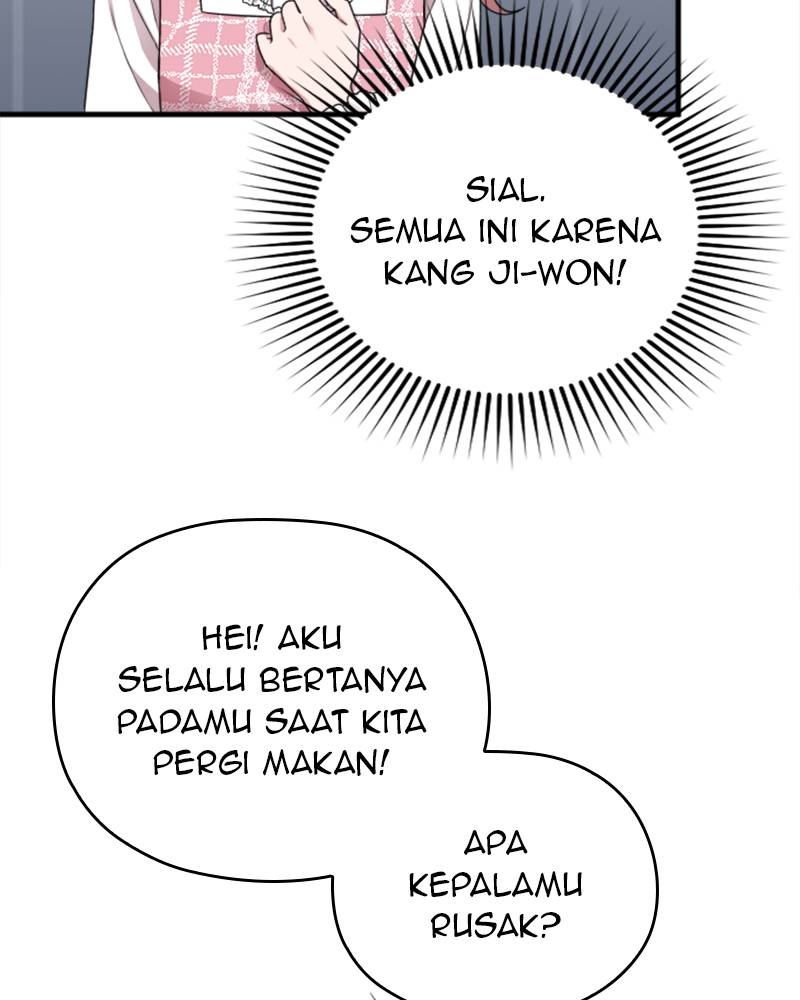 SIAL.
SEMUA INI KARENA
KANG JI-WON!
HEI! AKU
SELALU BERTANYA
PADAMU SAAT KITA
PERGI MAKAN!
APA
KEPALAMU
RUSAK?